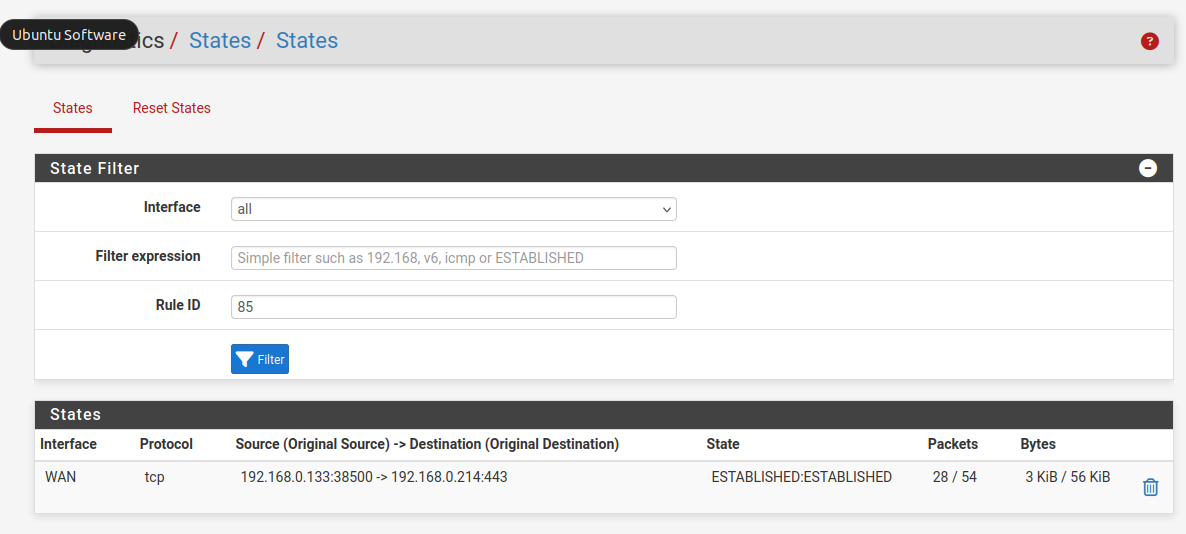 Ubuntu Software
ics / States / States
States Reset States
State Filter
Interface all
Filter expression Simple filter such as 192.168, v6, icmp or ESTABLISHED
Rule ID 85
Filter
States
Interface Protocol Source (Original Source) -> Destination (Original Destination) State Packets Bytes
WAN tcp 192.168.0.133:38500 -> 192.168.0.214:443 ESTABLISHED:ESTABLISHED 28 / 54 3 KiB / 56 KiB